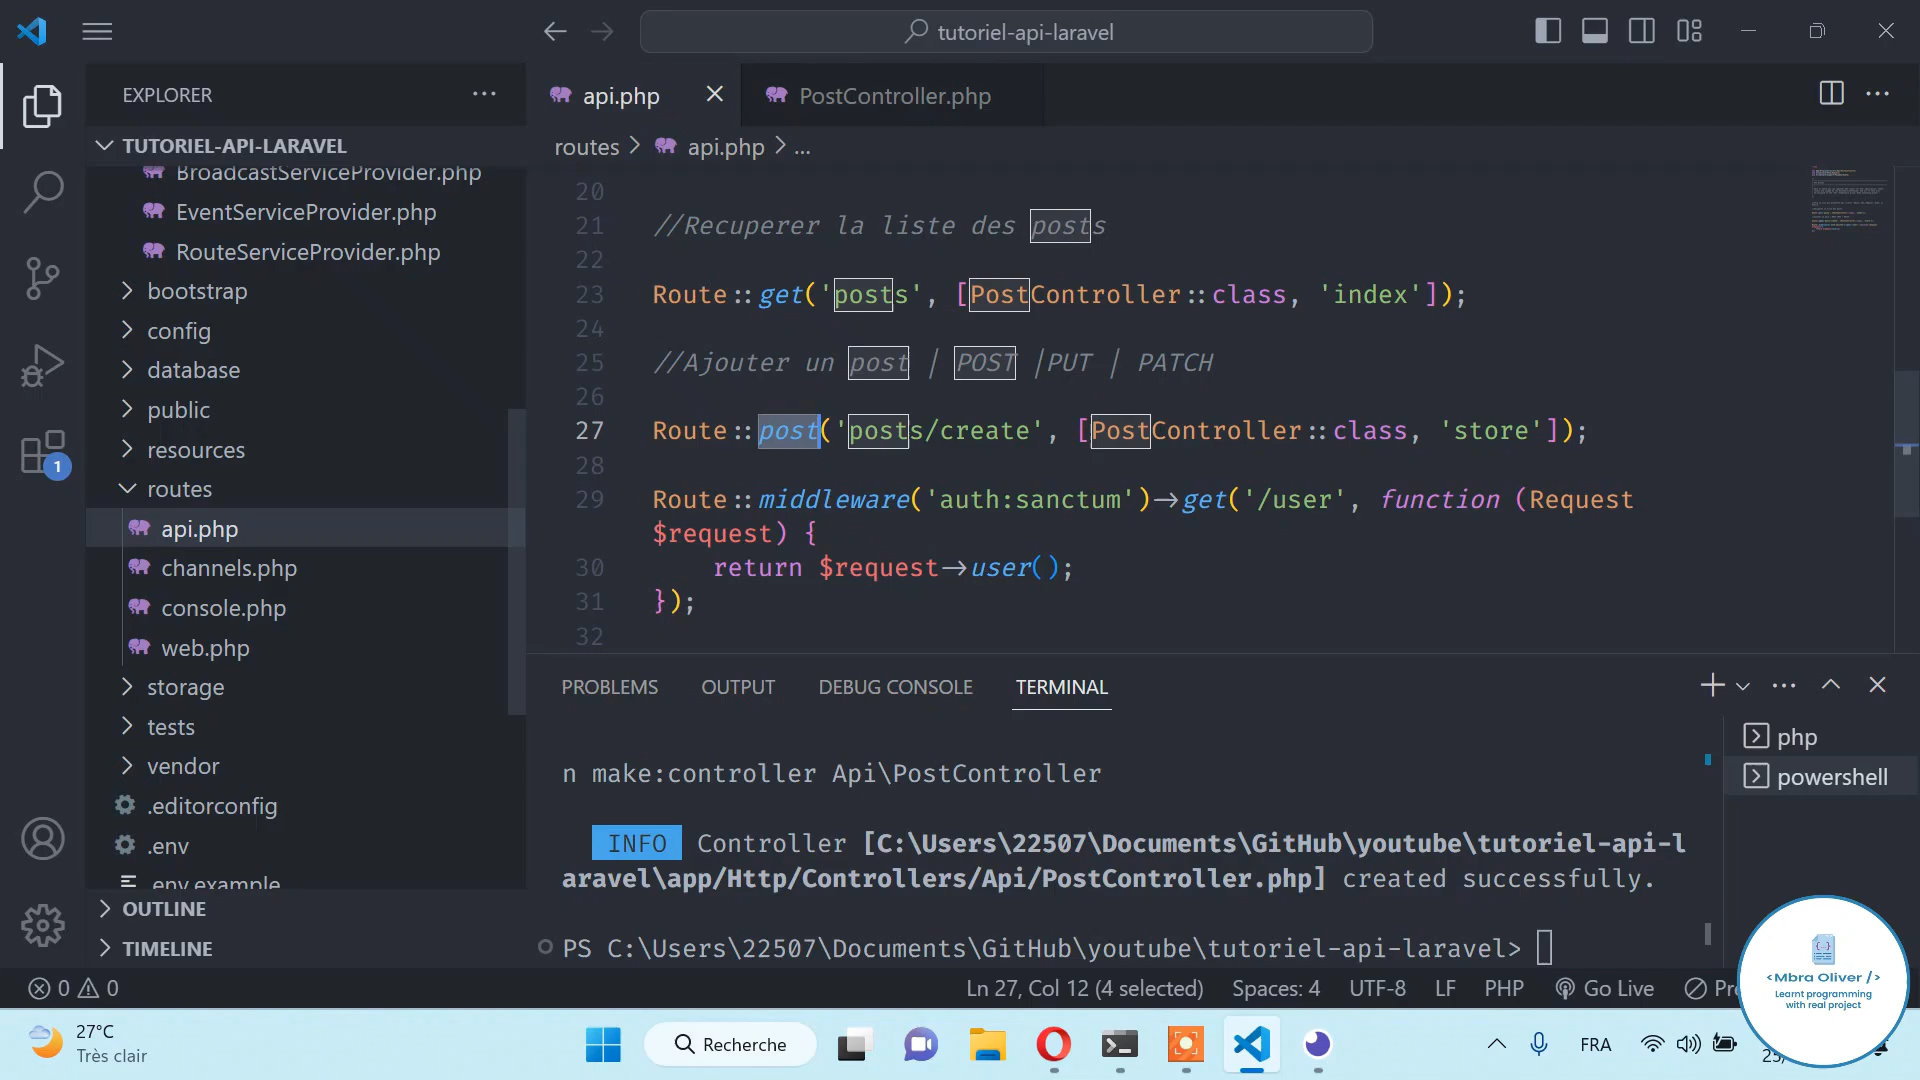 tutoriel-api-laravel
EXPLORER
TUTORIEL-API-LARAVEL
BroadcastServiceProvider.php
EventServiceProvider.php
RouteServiceProvider.php
bootstrap
config
database
public
resources
routes
api.php
channels.php
console.php
web.php
storage
tests
vendor
.editorconfig
.env
.env.example
OUTLINE
TIMELINE
1
api.php
PostController.php
routes > api.php > ...
20
21 //Recuperer la liste des posts
22
23 Route::get('posts', [PostController::class, 'index']);
24
25 //Ajouter un post | POST |PUT | PATCH
26
27 Route::post('posts/create', [PostController::class, 'store']);
28
29 Route::middleware('auth:sanctum')->get('/user', function (Request
$request) {
30 return $request->user();
31 });
32
PROBLEMS OUTPUT DEBUG CONSOLE TERMINAL
n make:controller Api\PostController
INFO Controller [C:\Users\22507\Documents\GitHub\youtube\tutoriel-api-l
aravel\app/Http/Controllers/Api/PostController.php] created successfully.
PS C:\Users\22507\Documents\GitHub\youtube\tutoriel-api-laravel>
php
powershell
0 0
Ln 27, Col 12 (4 selected) Spaces: 4 UTF-8 LF PHP Go Live
<Mbra Oliver />
Learnt programming
with real project
27°C
Très clair
Recherche
FRA